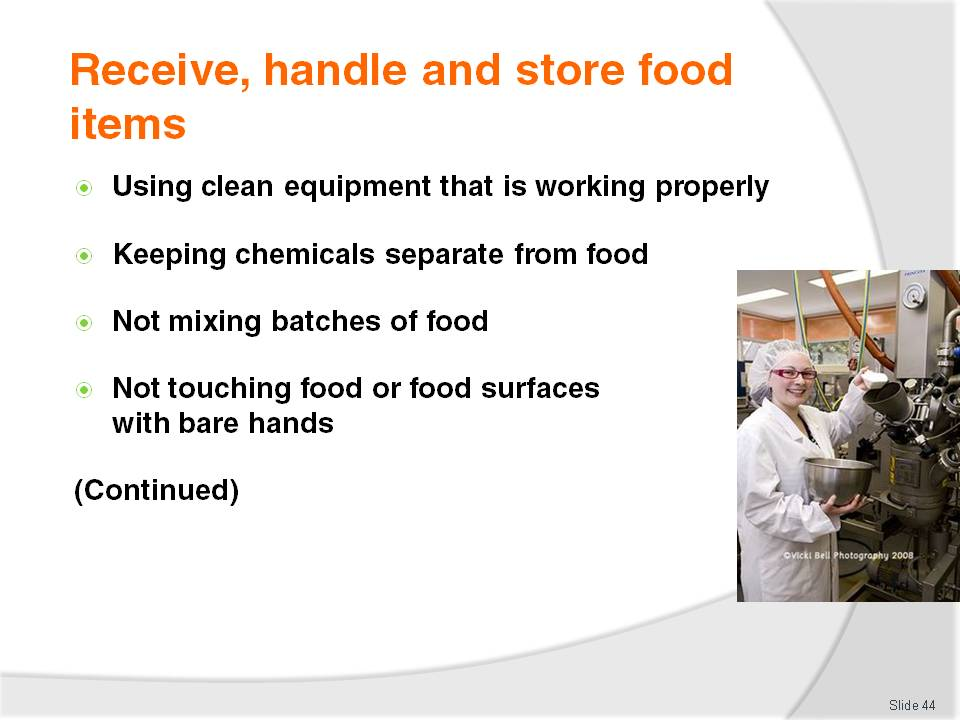 Receive, handle and store food
items
Using clean equipment that is working properly
Keeping chemicals separate from food
Not mixing batches of food
Not touching food or food surfaces
with bare hands
(Continued)
©Vicki Bell Photography 2008
Slide 44